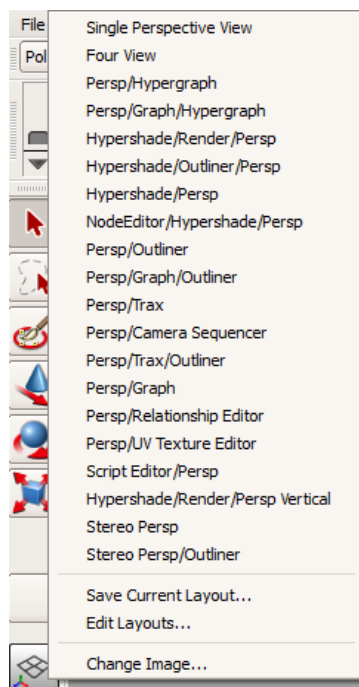 File
Pol
Single Perspective View
Four View
Persp/Hypergraph
Persp/Graph/Hypergraph
Hypershade/Render/Persp
Hypershade/Outliner/Persp
Hypershade/Persp
NodeEditor/Hypershade/Persp
Persp/Outliner
Persp/Graph/Outliner
Persp/Trax
Persp/Camera Sequencer
Persp/Trax/Outliner
Persp/Graph
Persp/Relationship Editor
Persp/UV Texture Editor
Script Editor/Persp
Hypershade/Render/Persp Vertical
Stereo Persp
Stereo Persp/Outliner
Save Current Layout...
Edit Layouts...
Change Image...